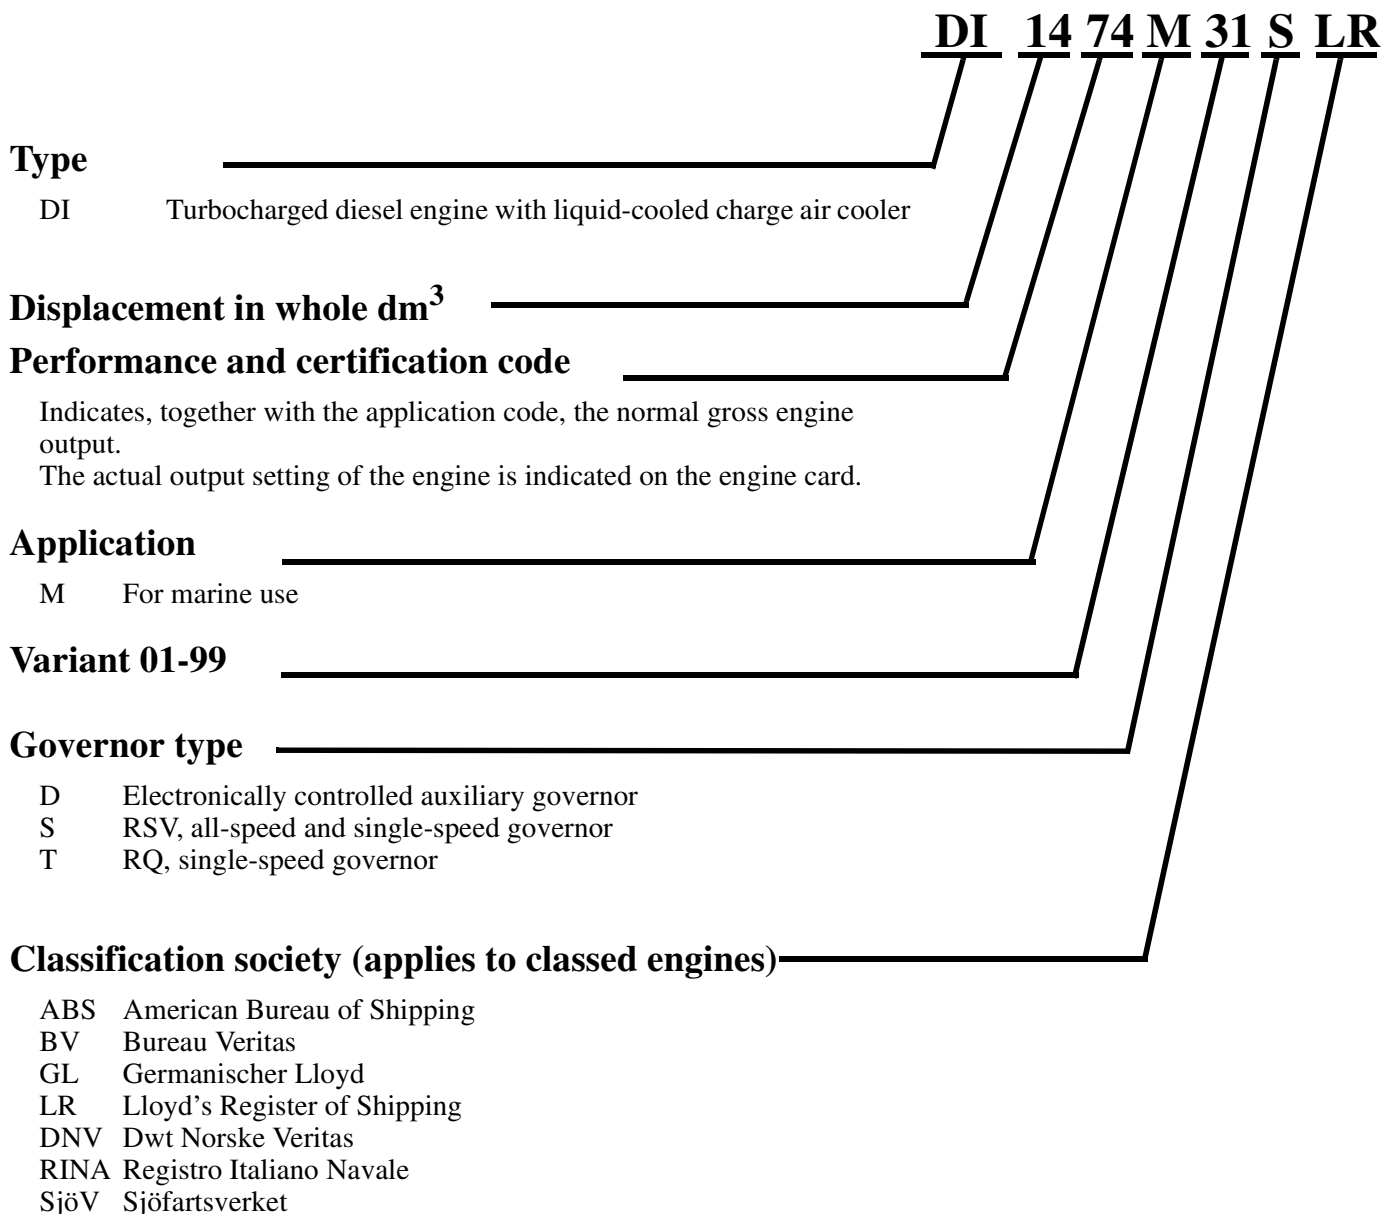 DI 14 74 M 31 S LR
Type
DI Turbocharged diesel engine with liquid-cooled charge air cooler
Displacement in whole dm³
Performance and certification code
Indicates, together with the application code, the normal gross engine
output.
The actual output setting of the engine is indicated on the engine card.
Application
M For marine use
Variant 01-99
Governor type
D Electronically controlled auxiliary governor
S RSV, all-speed and single-speed governor
T RQ, single-speed governor
Classification society (applies to classed engines)
ABS American Bureau of Shipping
BV Bureau Veritas
GL Germanischer Lloyd
LR Lloyd’s Register of Shipping
DNV Dwt Norske Veritas
RINA Registro Italiano Navale
SjöV Sjöfartsverket